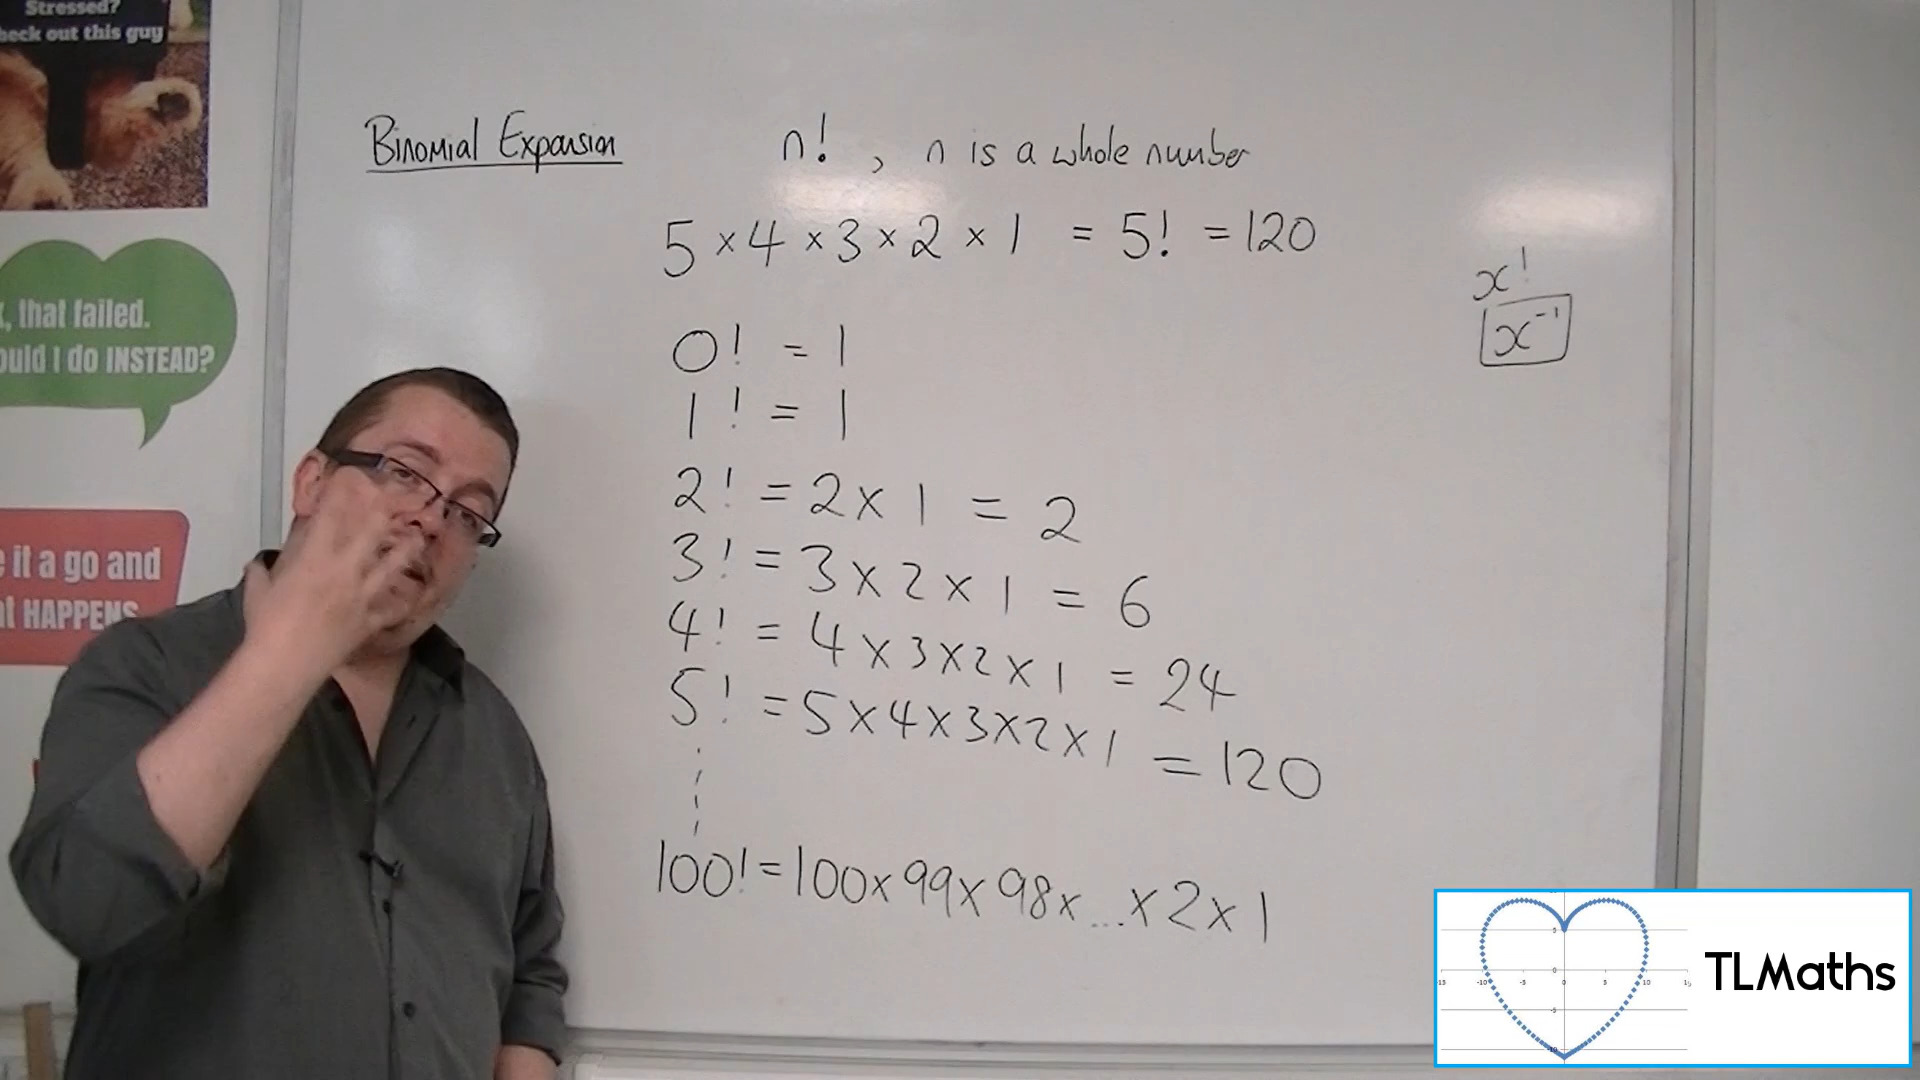 Stressed?
eck out this guy
Binomial Expansion
n! , n is a whole number
5 × 4 × 3 × 2 × 1 = 5! = 120
x!
x⁻¹
, that failed.
ould I do INSTEAD?
0! = 1
1! = 1
2! = 2 × 1 = 2
3! = 3 × 2 × 1 = 6
it a go and
HAPPENS
4! = 4 × 3 × 2 × 1 = 24
5! = 5 × 4 × 3 × 2 × 1 = 120
100! = 100 × 99 × 98 × ... × 2 × 1
TLMaths